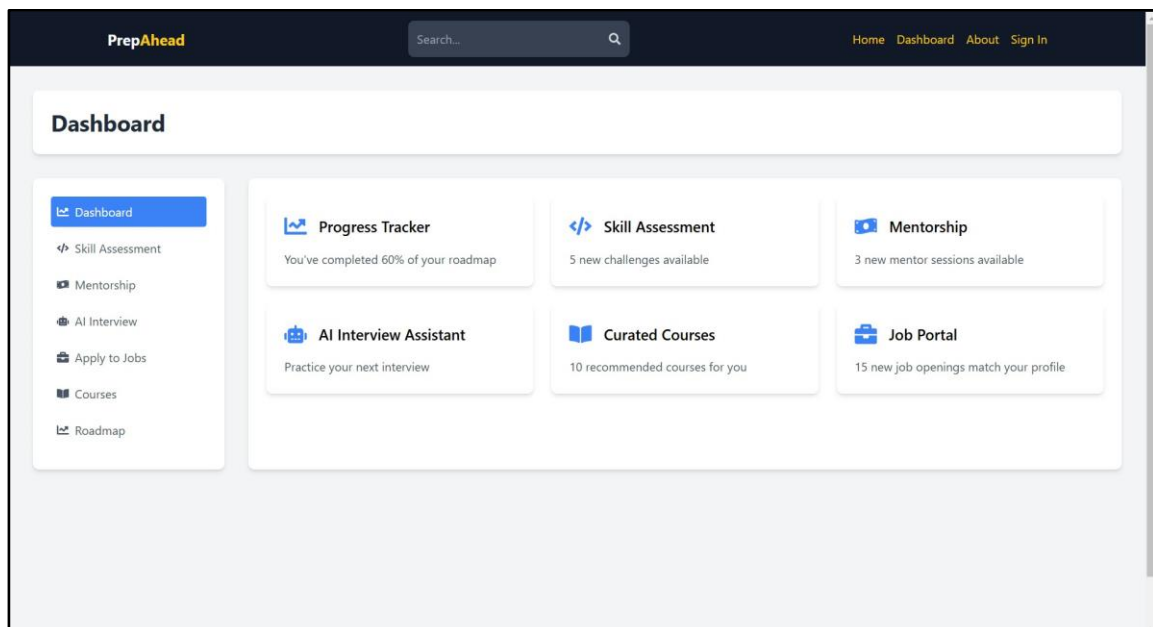 PrepAhead
Search...
Home Dashboard About Sign In
Dashboard
Dashboard
Skill Assessment
Mentorship
AI Interview
Apply to Jobs
Courses
Roadmap
Progress Tracker
You've completed 60% of your roadmap
Skill Assessment
5 new challenges available
Mentorship
3 new mentor sessions available
AI Interview Assistant
Practice your next interview
Curated Courses
10 recommended courses for you
Job Portal
15 new job openings match your profile